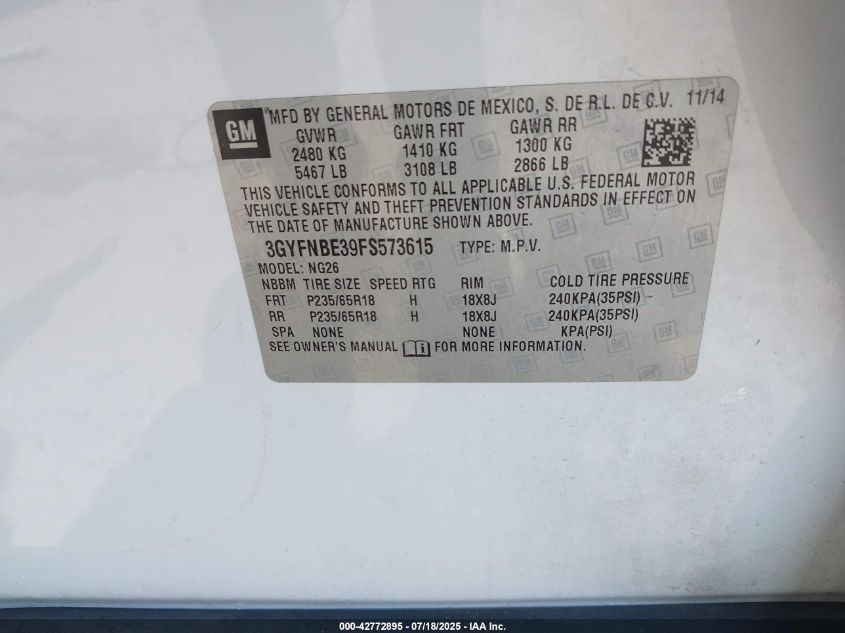 MFD BY GENERAL MOTORS DE MEXICO, S. DE R.L. DE C.V. 11/14
GM
GVWR GAWR FRT GAWR RR
2480 KG 1410 KG 1300 KG
5467 LB 3108 LB 2866 LB
THIS VEHICLE CONFORMS TO ALL APPLICABLE U.S. FEDERAL MOTOR
VEHICLE SAFETY AND THEFT PREVENTION STANDARDS IN EFFECT ON
THE DATE OF MANUFACTURE SHOWN ABOVE.
3GYFNBE39FS573615 TYPE: M.P.V.
MODEL: NG26
NBBM TIRE SIZE SPEED RTG RIM COLD TIRE PRESSURE
FRT P235/65R18 H 18X8J 240KPA(35PSI)
RR P235/65R18 H 18X8J 240KPA(35PSI)
SPA NONE NONE KPA(PSI)
SEE OWNER'S MANUAL FOR MORE INFORMATION.
000-42772895 - 07/18/2025 - IAA Inc.